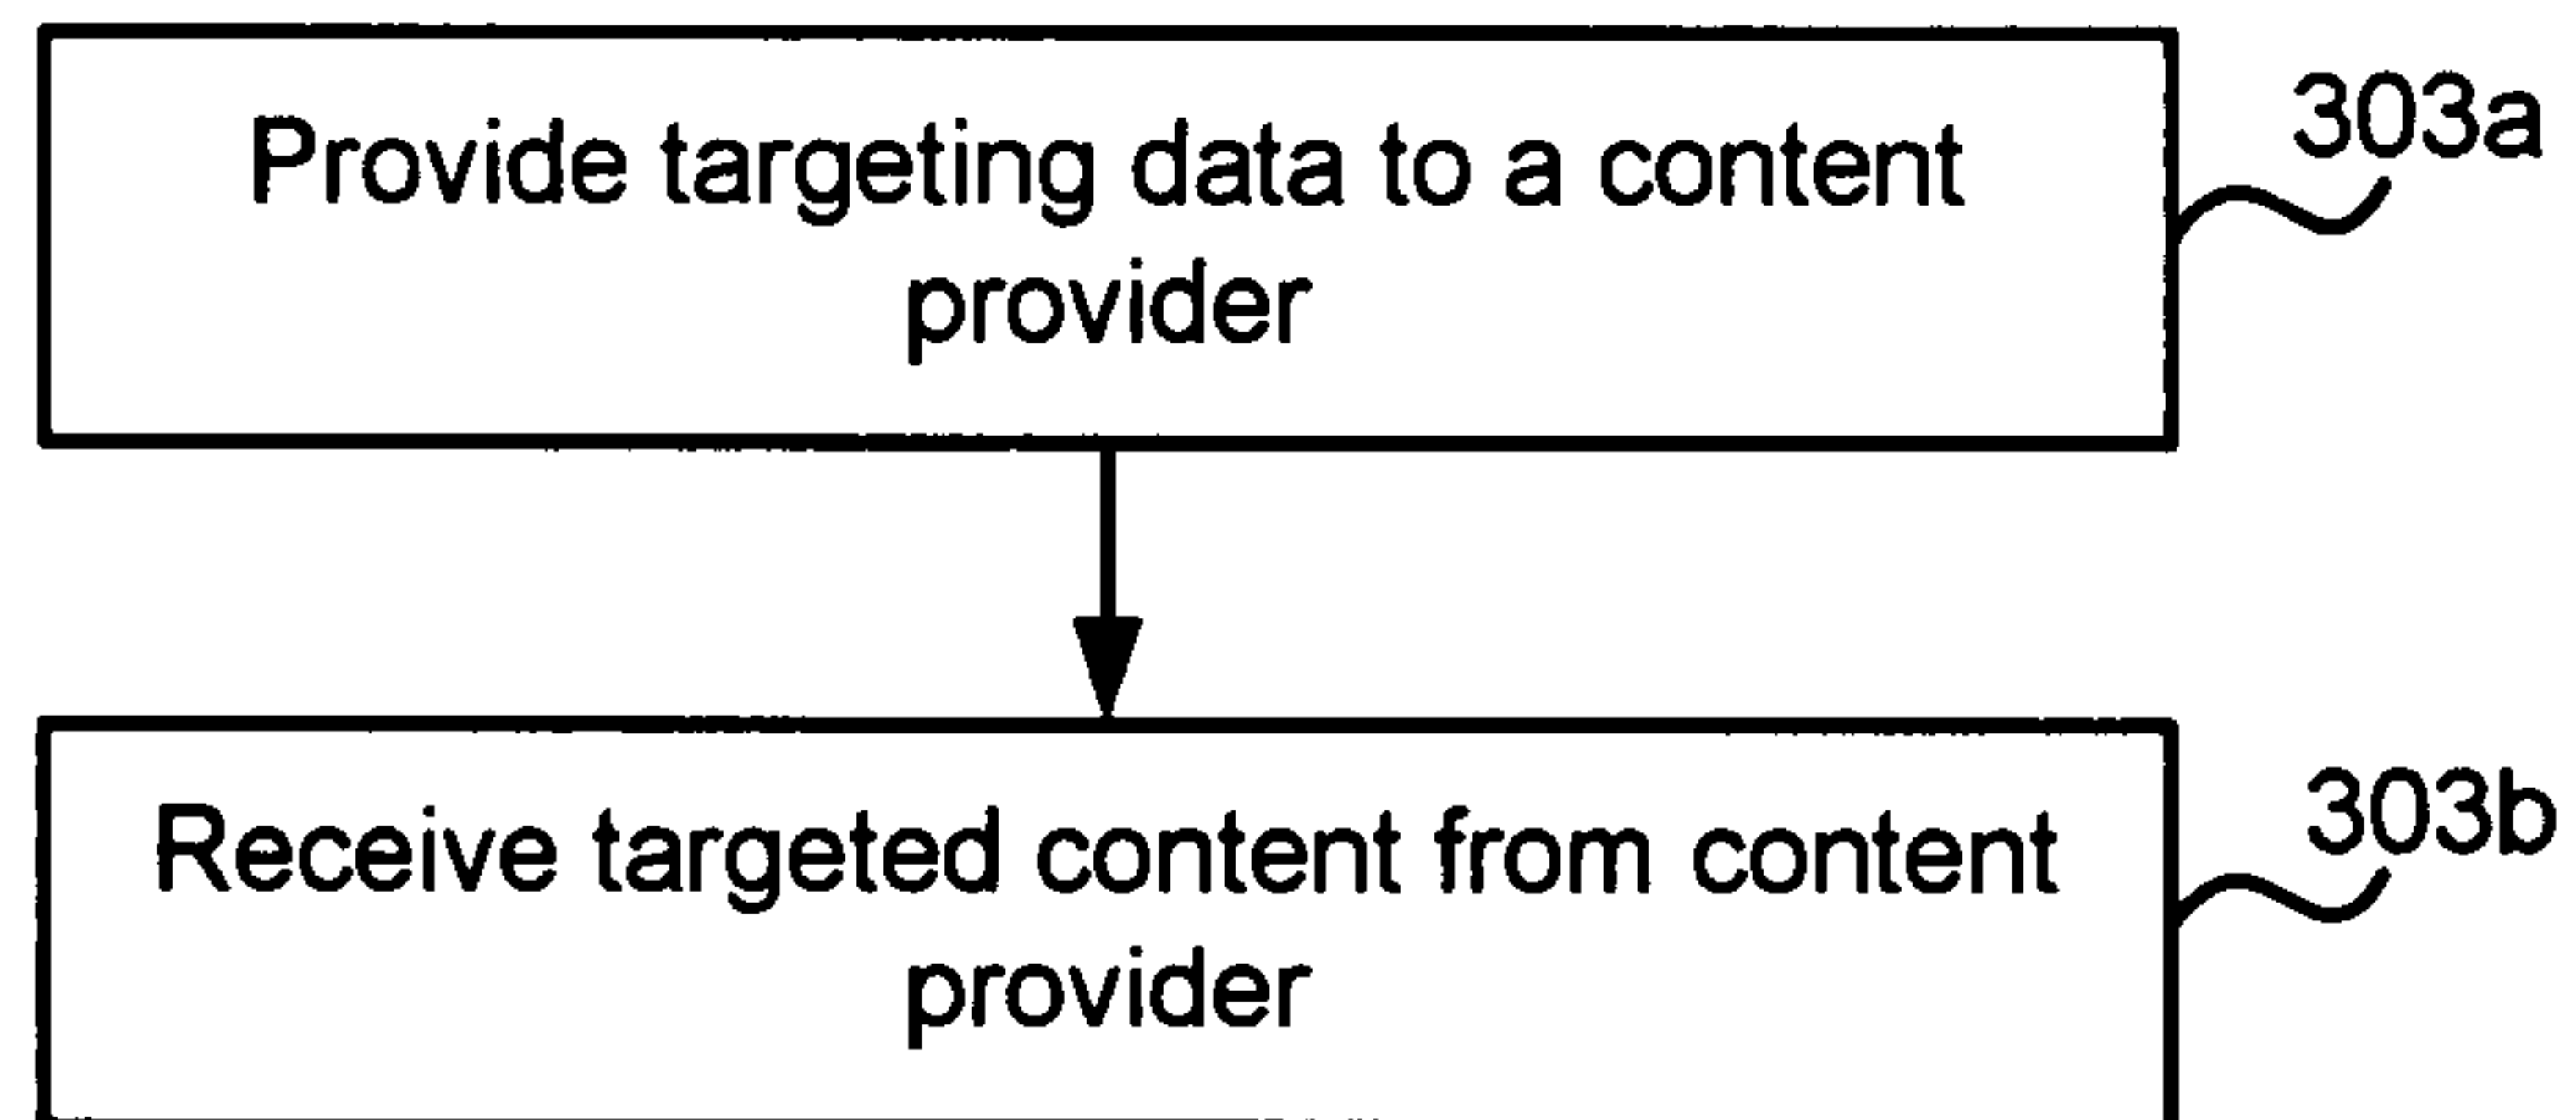 Provide targeting data to a content
provider
303a
Receive targeted content from content
provider
303b